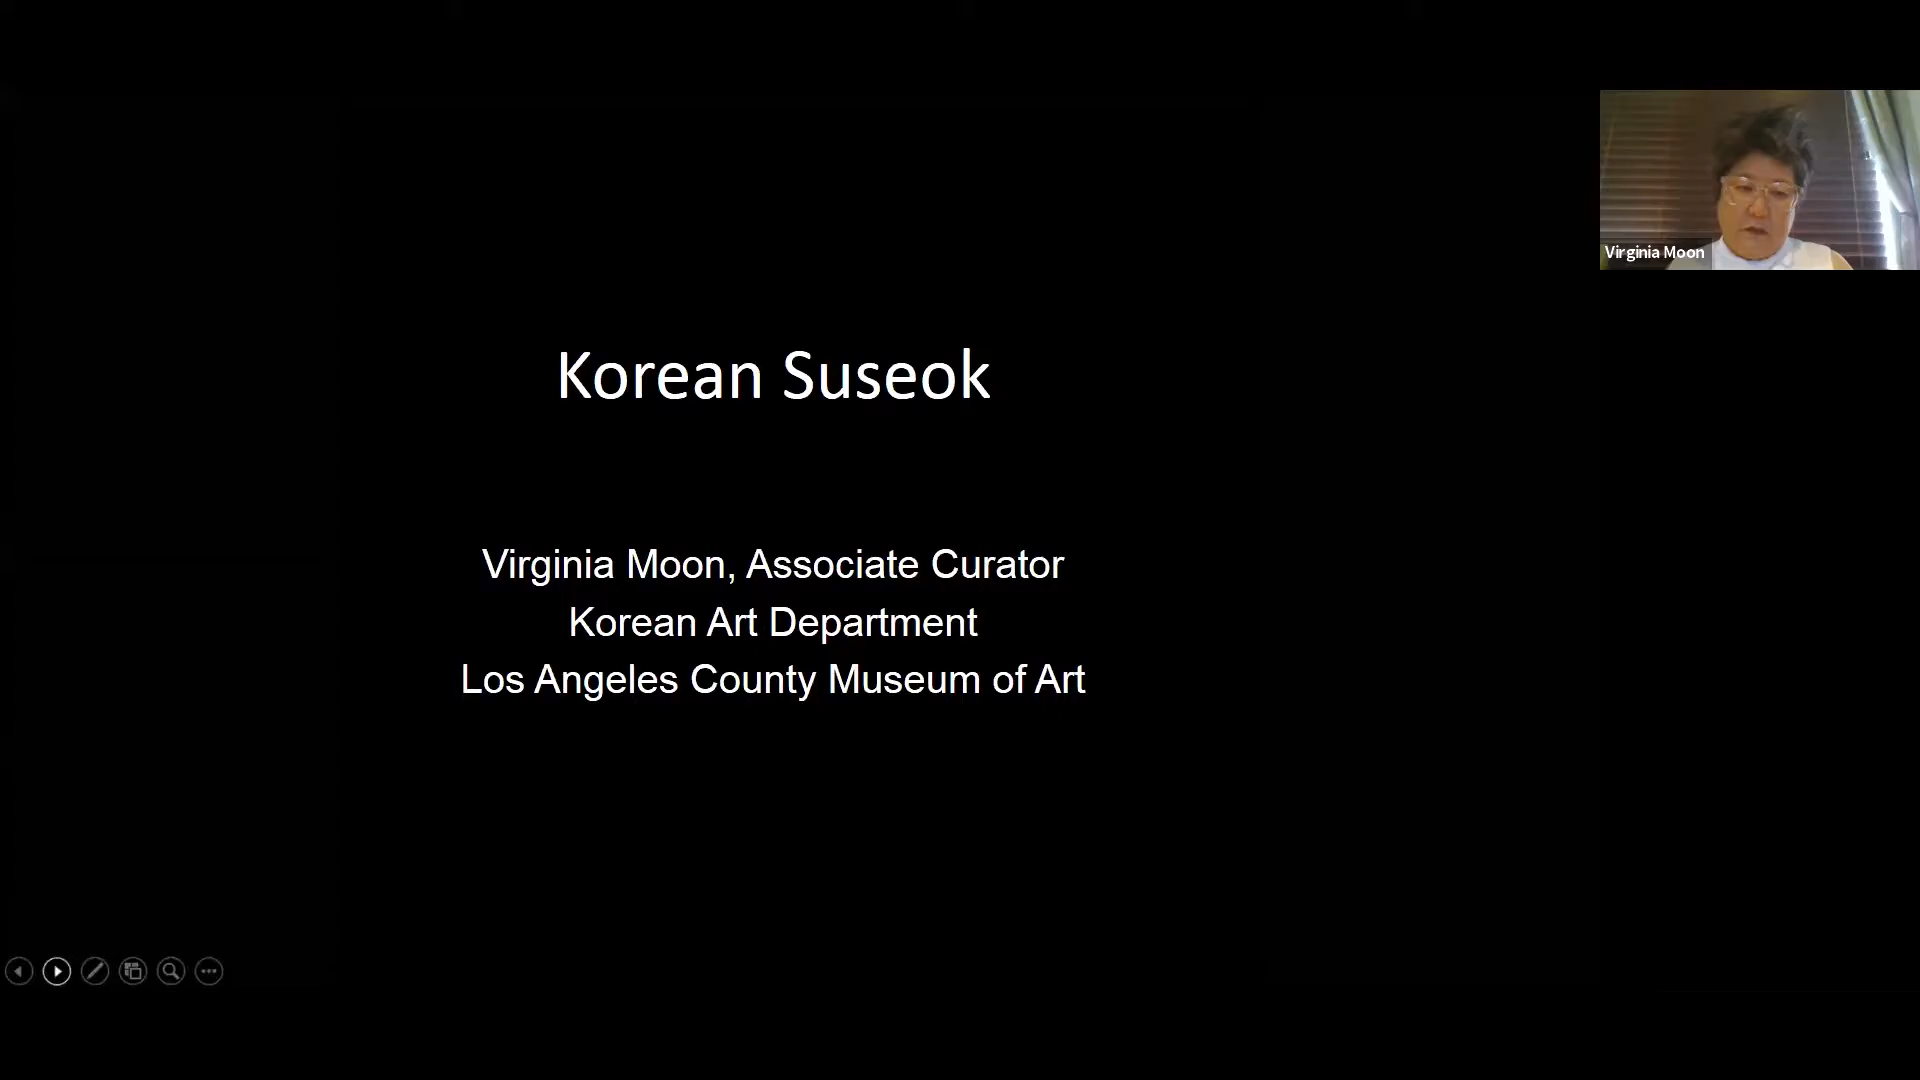 Korean Suseok
Virginia Moon, Associate Curator
Korean Art Department
Los Angeles County Museum of Art
Virginia Moon